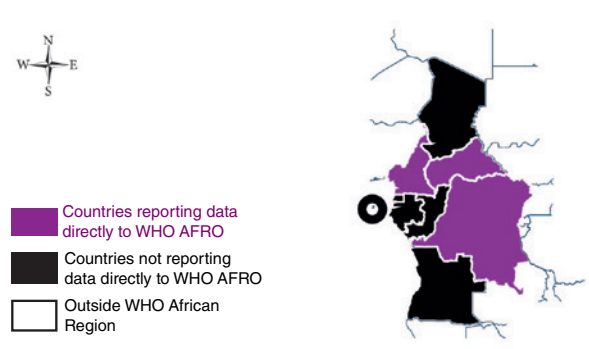 N
W E
S
Countries reporting data
directly to WHO AFRO
Countries not reporting
data directly to WHO AFRO
Outside WHO African
Region